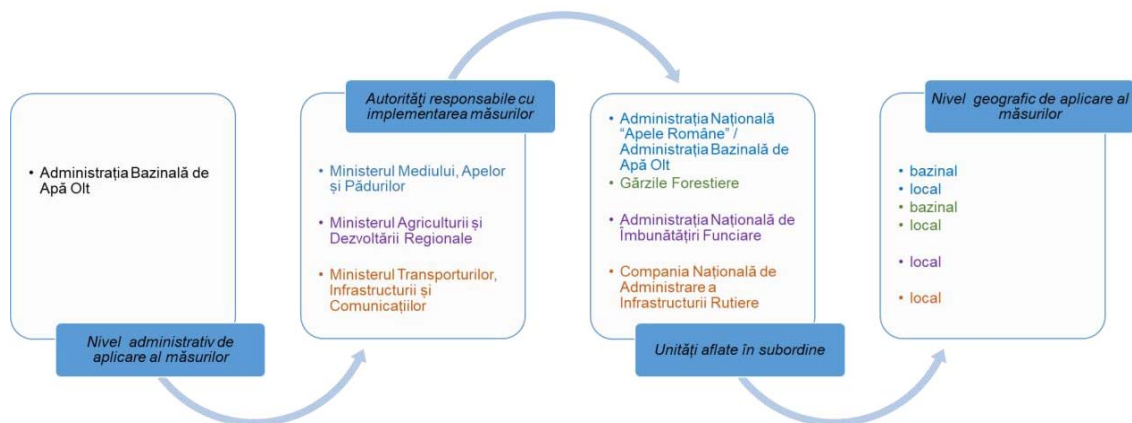 • Administrația Bazinală de
Apă Olt
Nivel administrativ de
aplicare al măsurilor
Autorităţi responsabile cu
implementarea măsurilor
• Ministerul Mediului, Apelor
și Pădurilor
• Ministerul Agriculturii și
Dezvoltării Regionale
• Ministerul Transporturilor,
Infrastructurii și
Comunicațiilor
• Administrația Națională
“Apele Române” /
Administrația Bazinală de
Apă Olt
• Gărzile Forestiere
• Administrația Națională de
Îmbunătățiri Funciare
• Compania Națională de
Administrare a
Infrastructurii Rutiere
Unități aflate în subordine
Nivel geografic de aplicare al
măsurilor
• bazinal
• local
• bazinal
• local
• local
• local